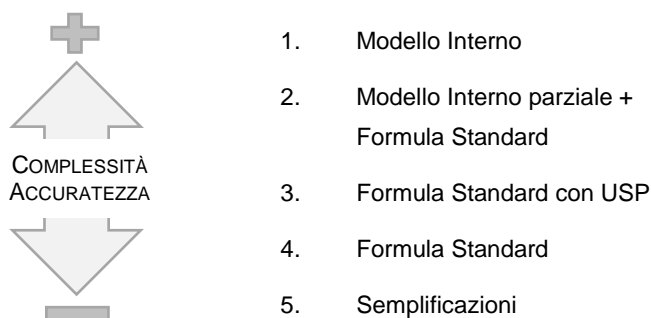 1. Modello Interno
2. Modello Interno parziale +
Formula Standard
COMPLESSITÀ
ACCURATEZZA
3. Formula Standard con USP
4. Formula Standard
5. Semplificazioni